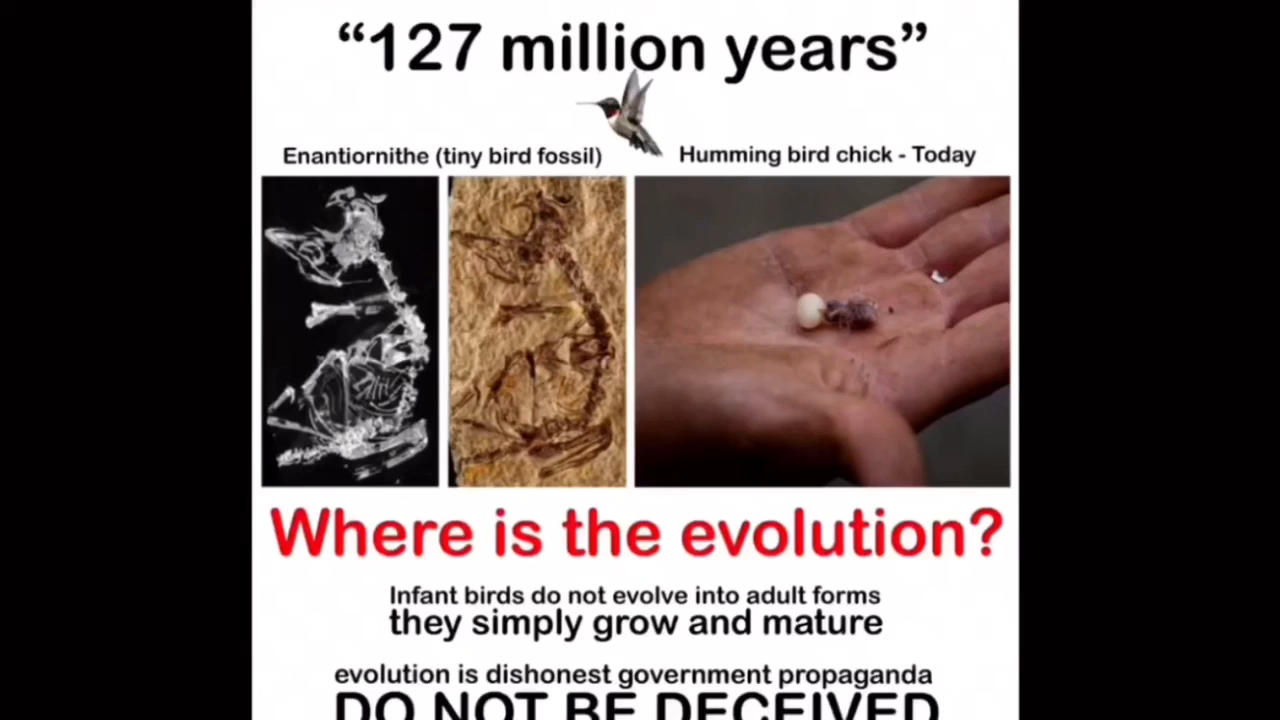 “127 million years”
Enantiornithe (tiny bird fossil)
Humming bird chick - Today
Where is the evolution?
Infant birds do not evolve into adult forms
they simply grow and mature
evolution is dishonest government propaganda
DO NOT BE DECEIVED